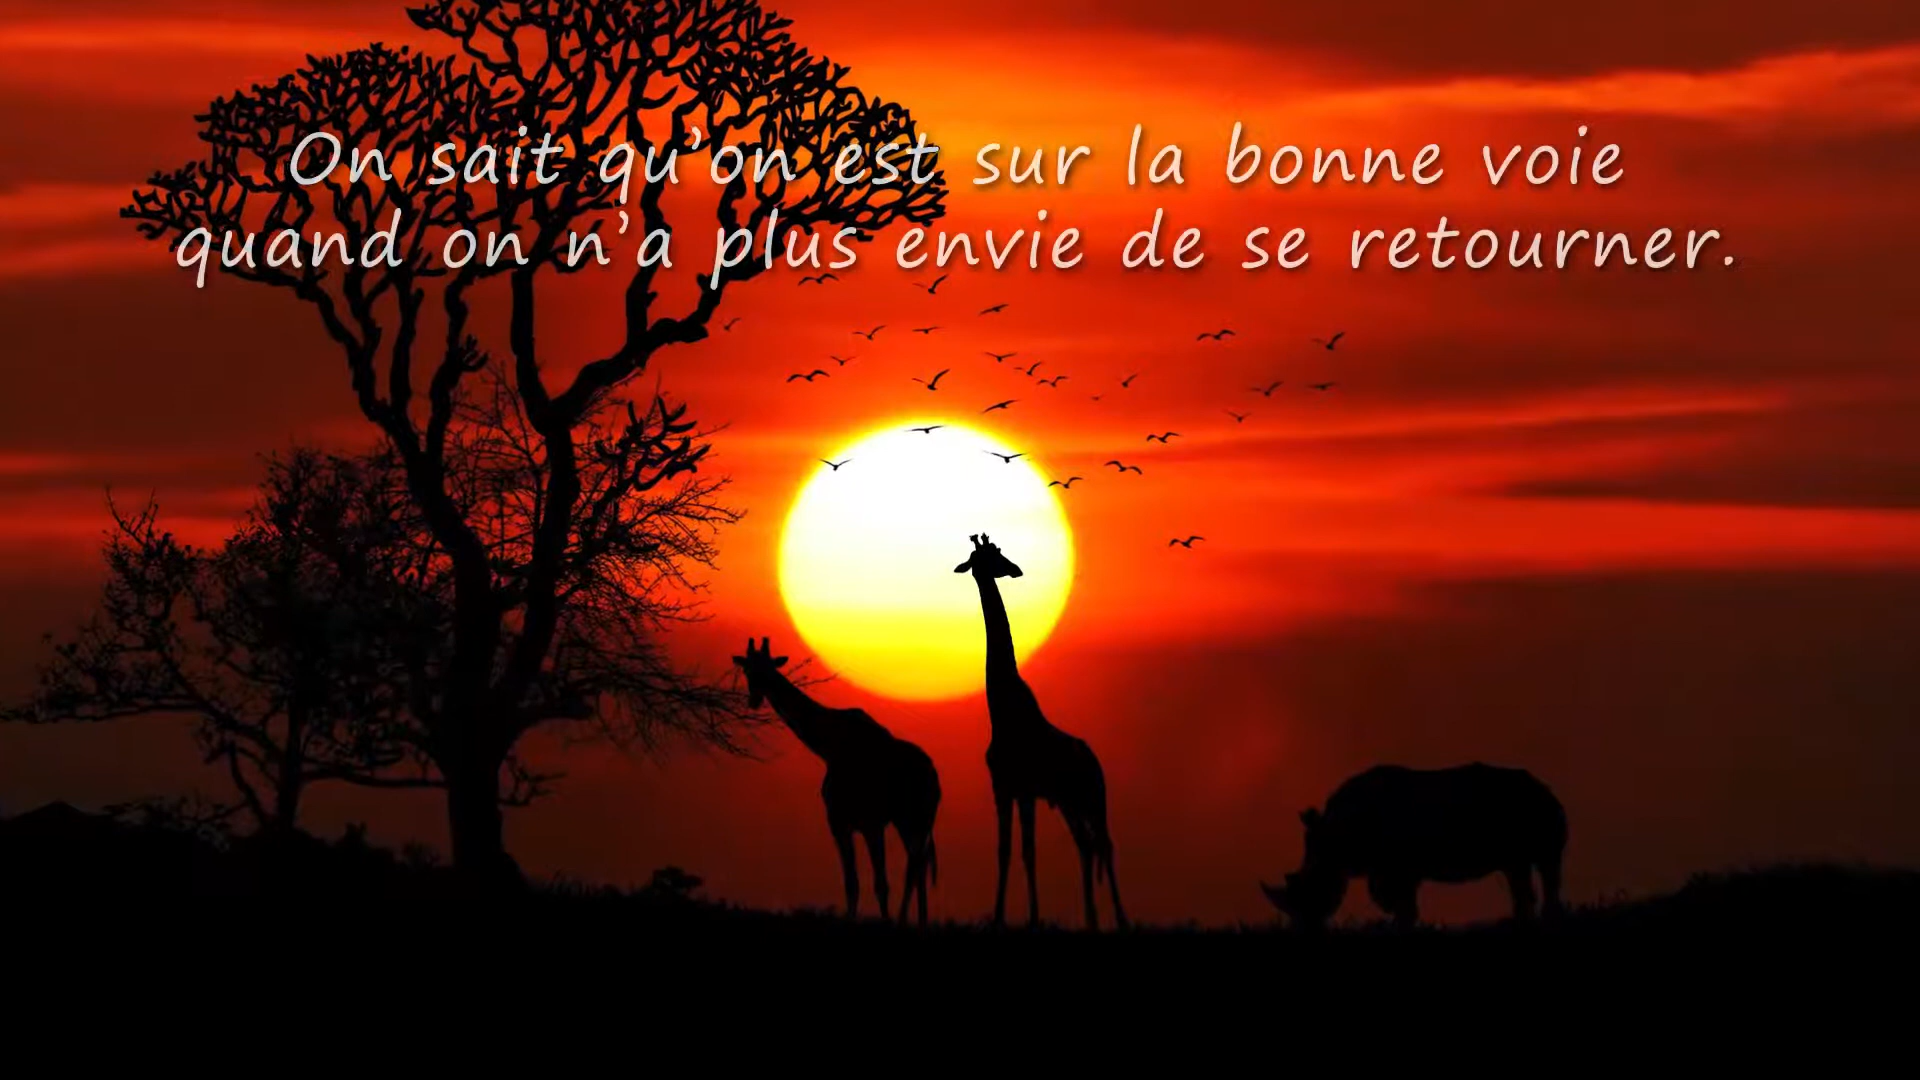 On sait qu’on est sur la bonne voie
quand on n’a plus envie de se retourner.